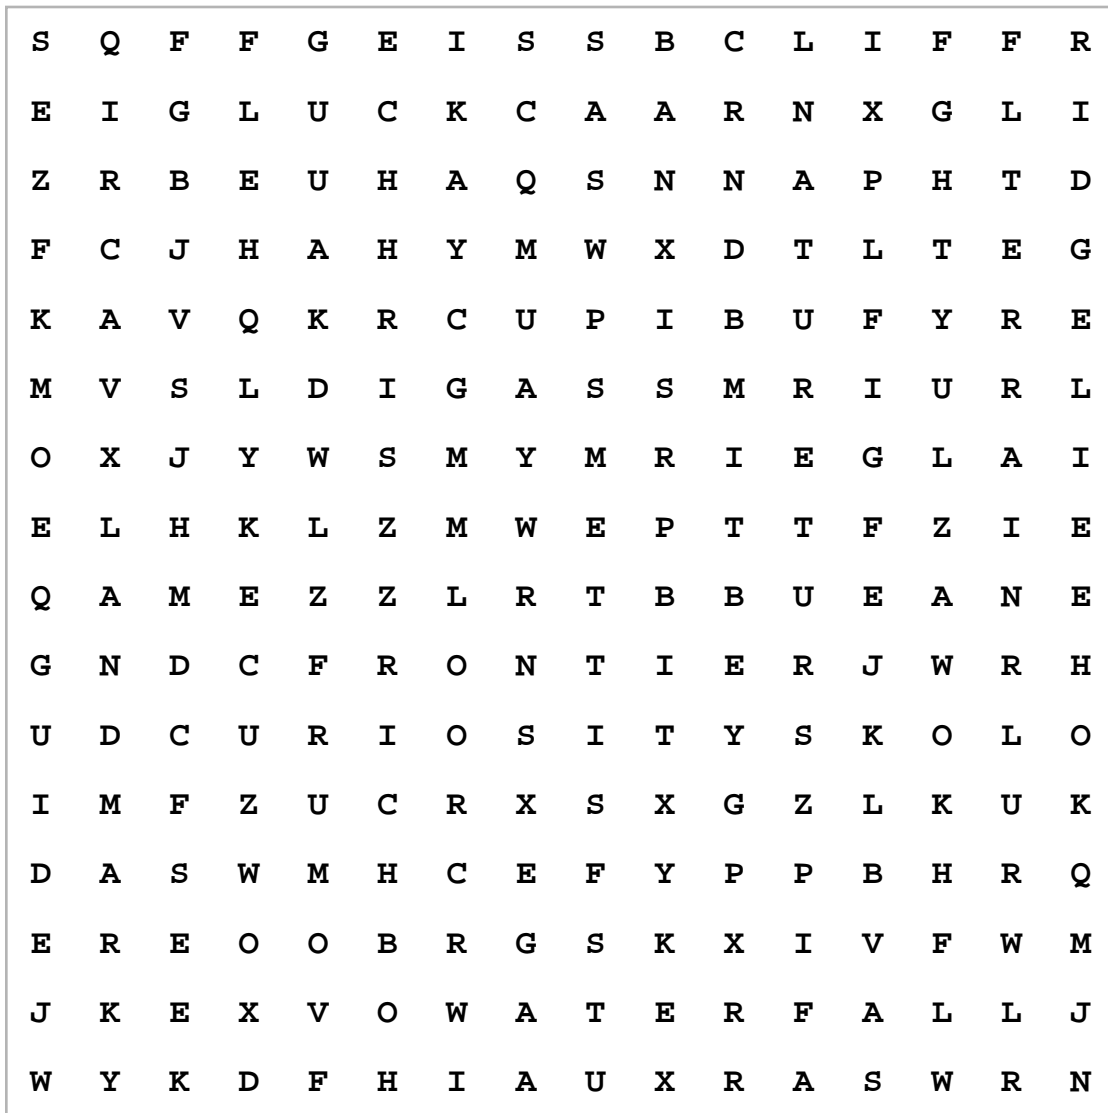 S Q F F G E I S S B C L I F F R
E I G L U C K C A A R N X G L I
Z R B E U H A Q S N N A P H T D
F C J H A H Y M W X D T L T E G
K A V Q K R C U P I B U F Y R E
M V S L D I G A S S M R I U R L
O X J Y W S M Y M R I E G L A I
E L H K L Z M W E P T T F Z I E
Q A M E Z Z L R T B B U E A N E
G N D C F R O N T I E R J W R H
U D C U R I O S I T Y S K O L O
I M F Z U C R X S X G Z L K U K
D A S W M H C E F Y P P B H R Q
E R E O O B R G S K X I V F W M
J K E X V O W A T E R F A L L J
W Y K D F H I A U X R A S W R N